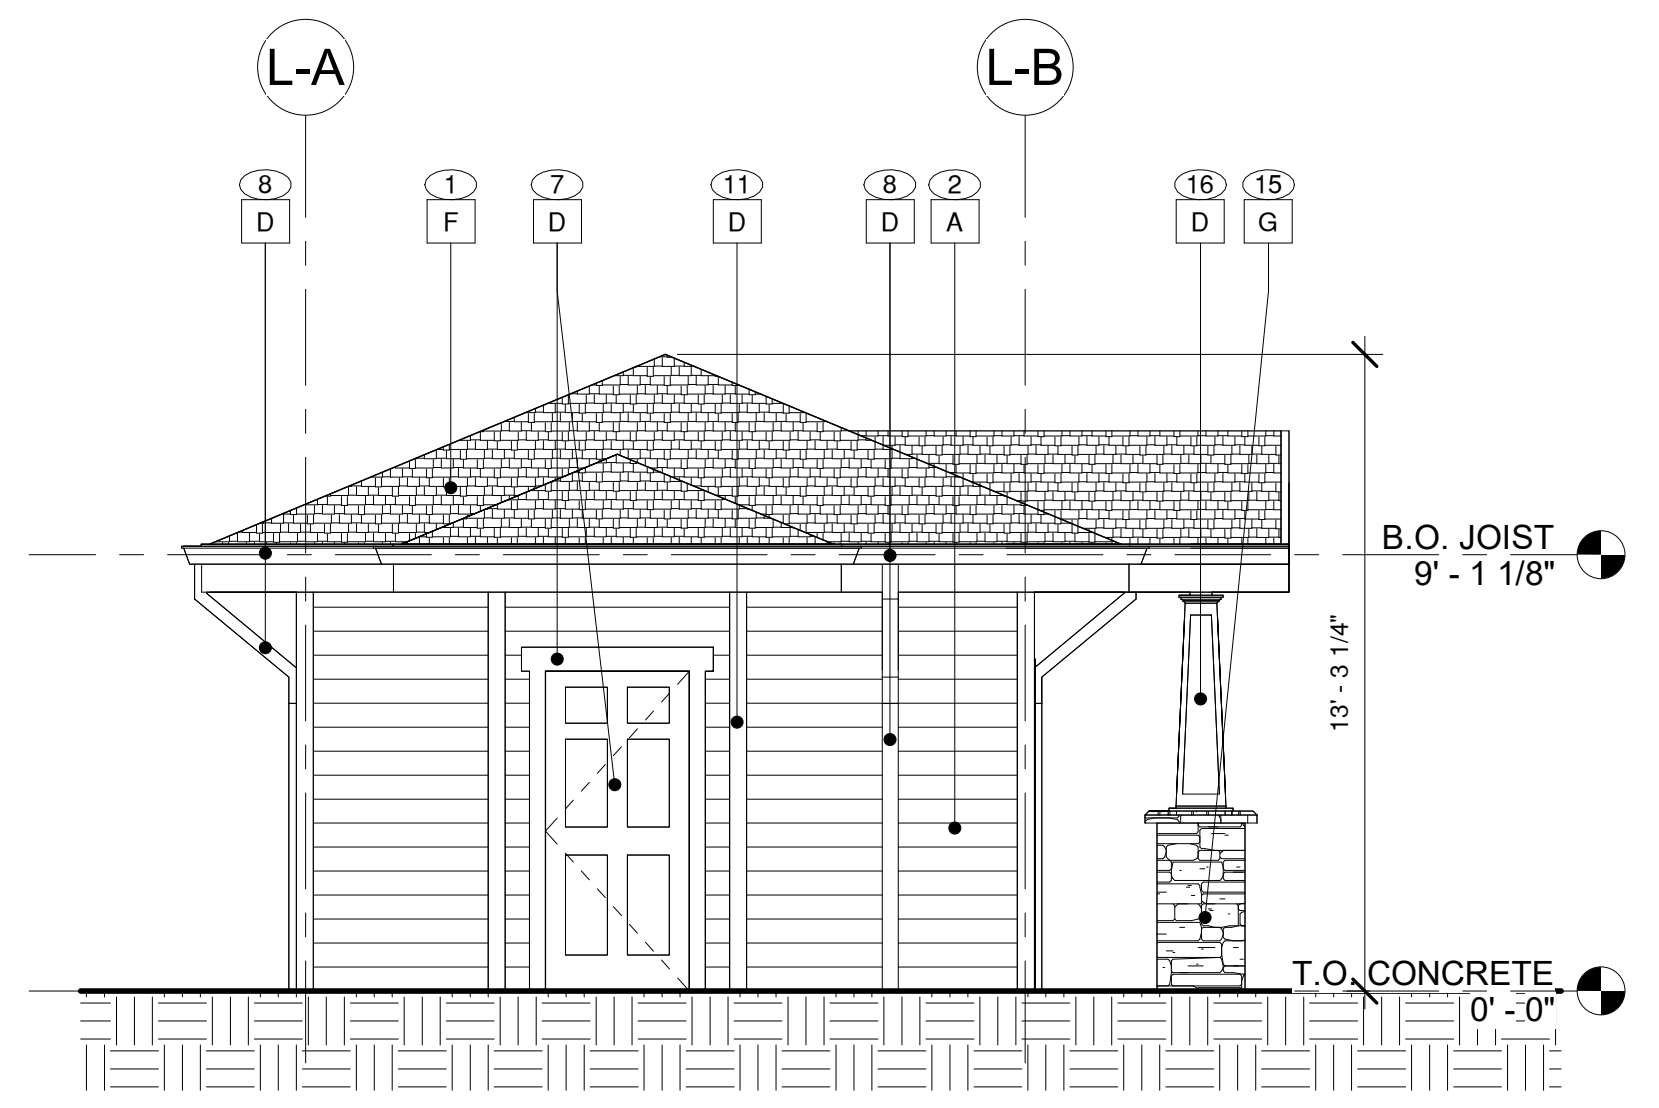 L-A
L-B
8
1
7
11
8
2
16
15
D
F
D
D
D
A
D
G
B.O. JOIST
9' - 1 1/8"
13' - 3 1/4"
T.O. CONCRETE
0' - 0"